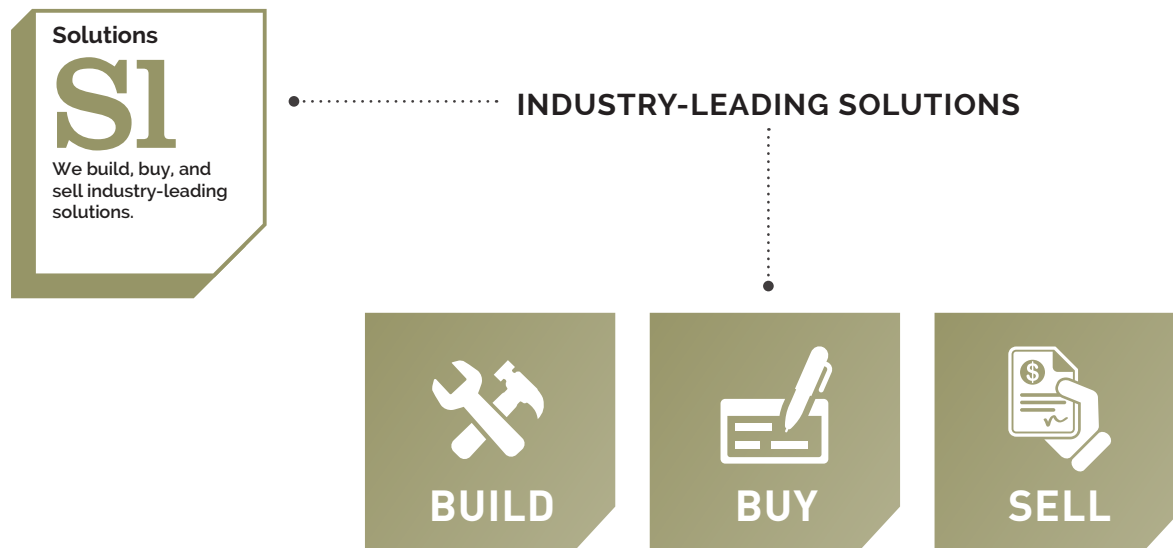 Solutions
Sl
We build, buy, and
sell industry-leading
solutions.
INDUSTRY-LEADING SOLUTIONS
$
BUILD
BUY
SELL